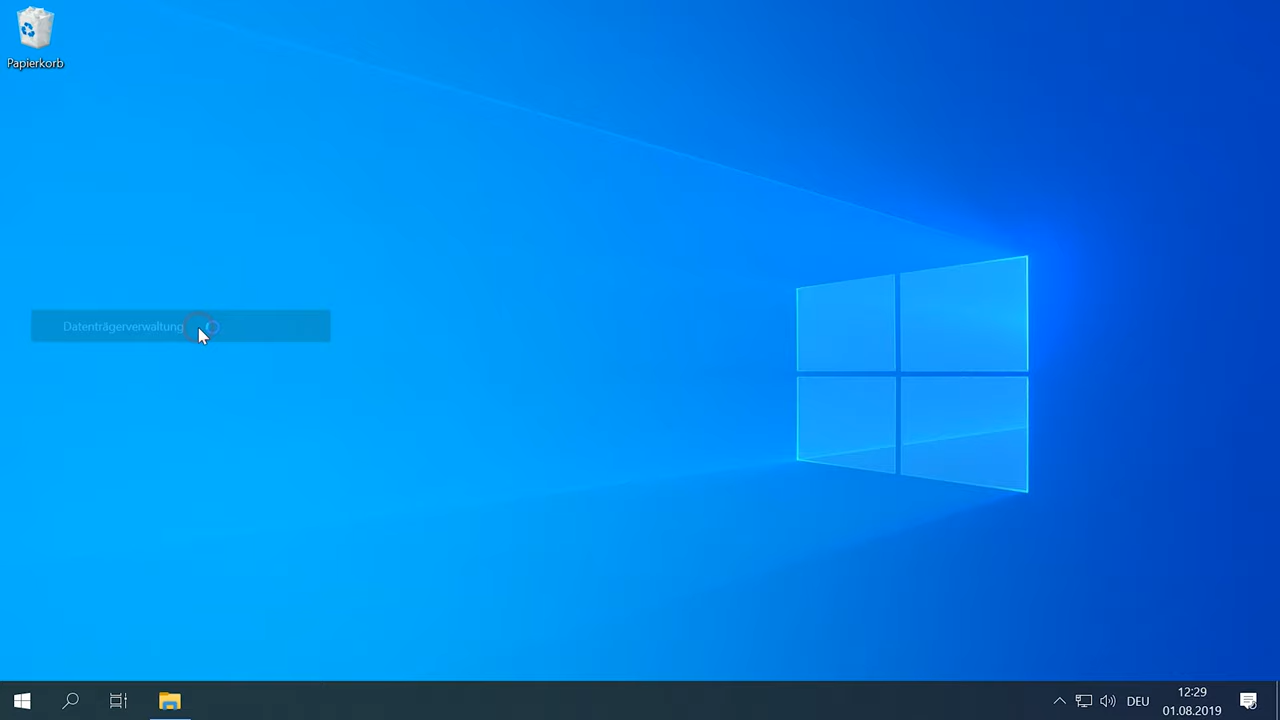 Papierkorb
Datenträgerverwaltung
DEU
12:29
01.08.2019